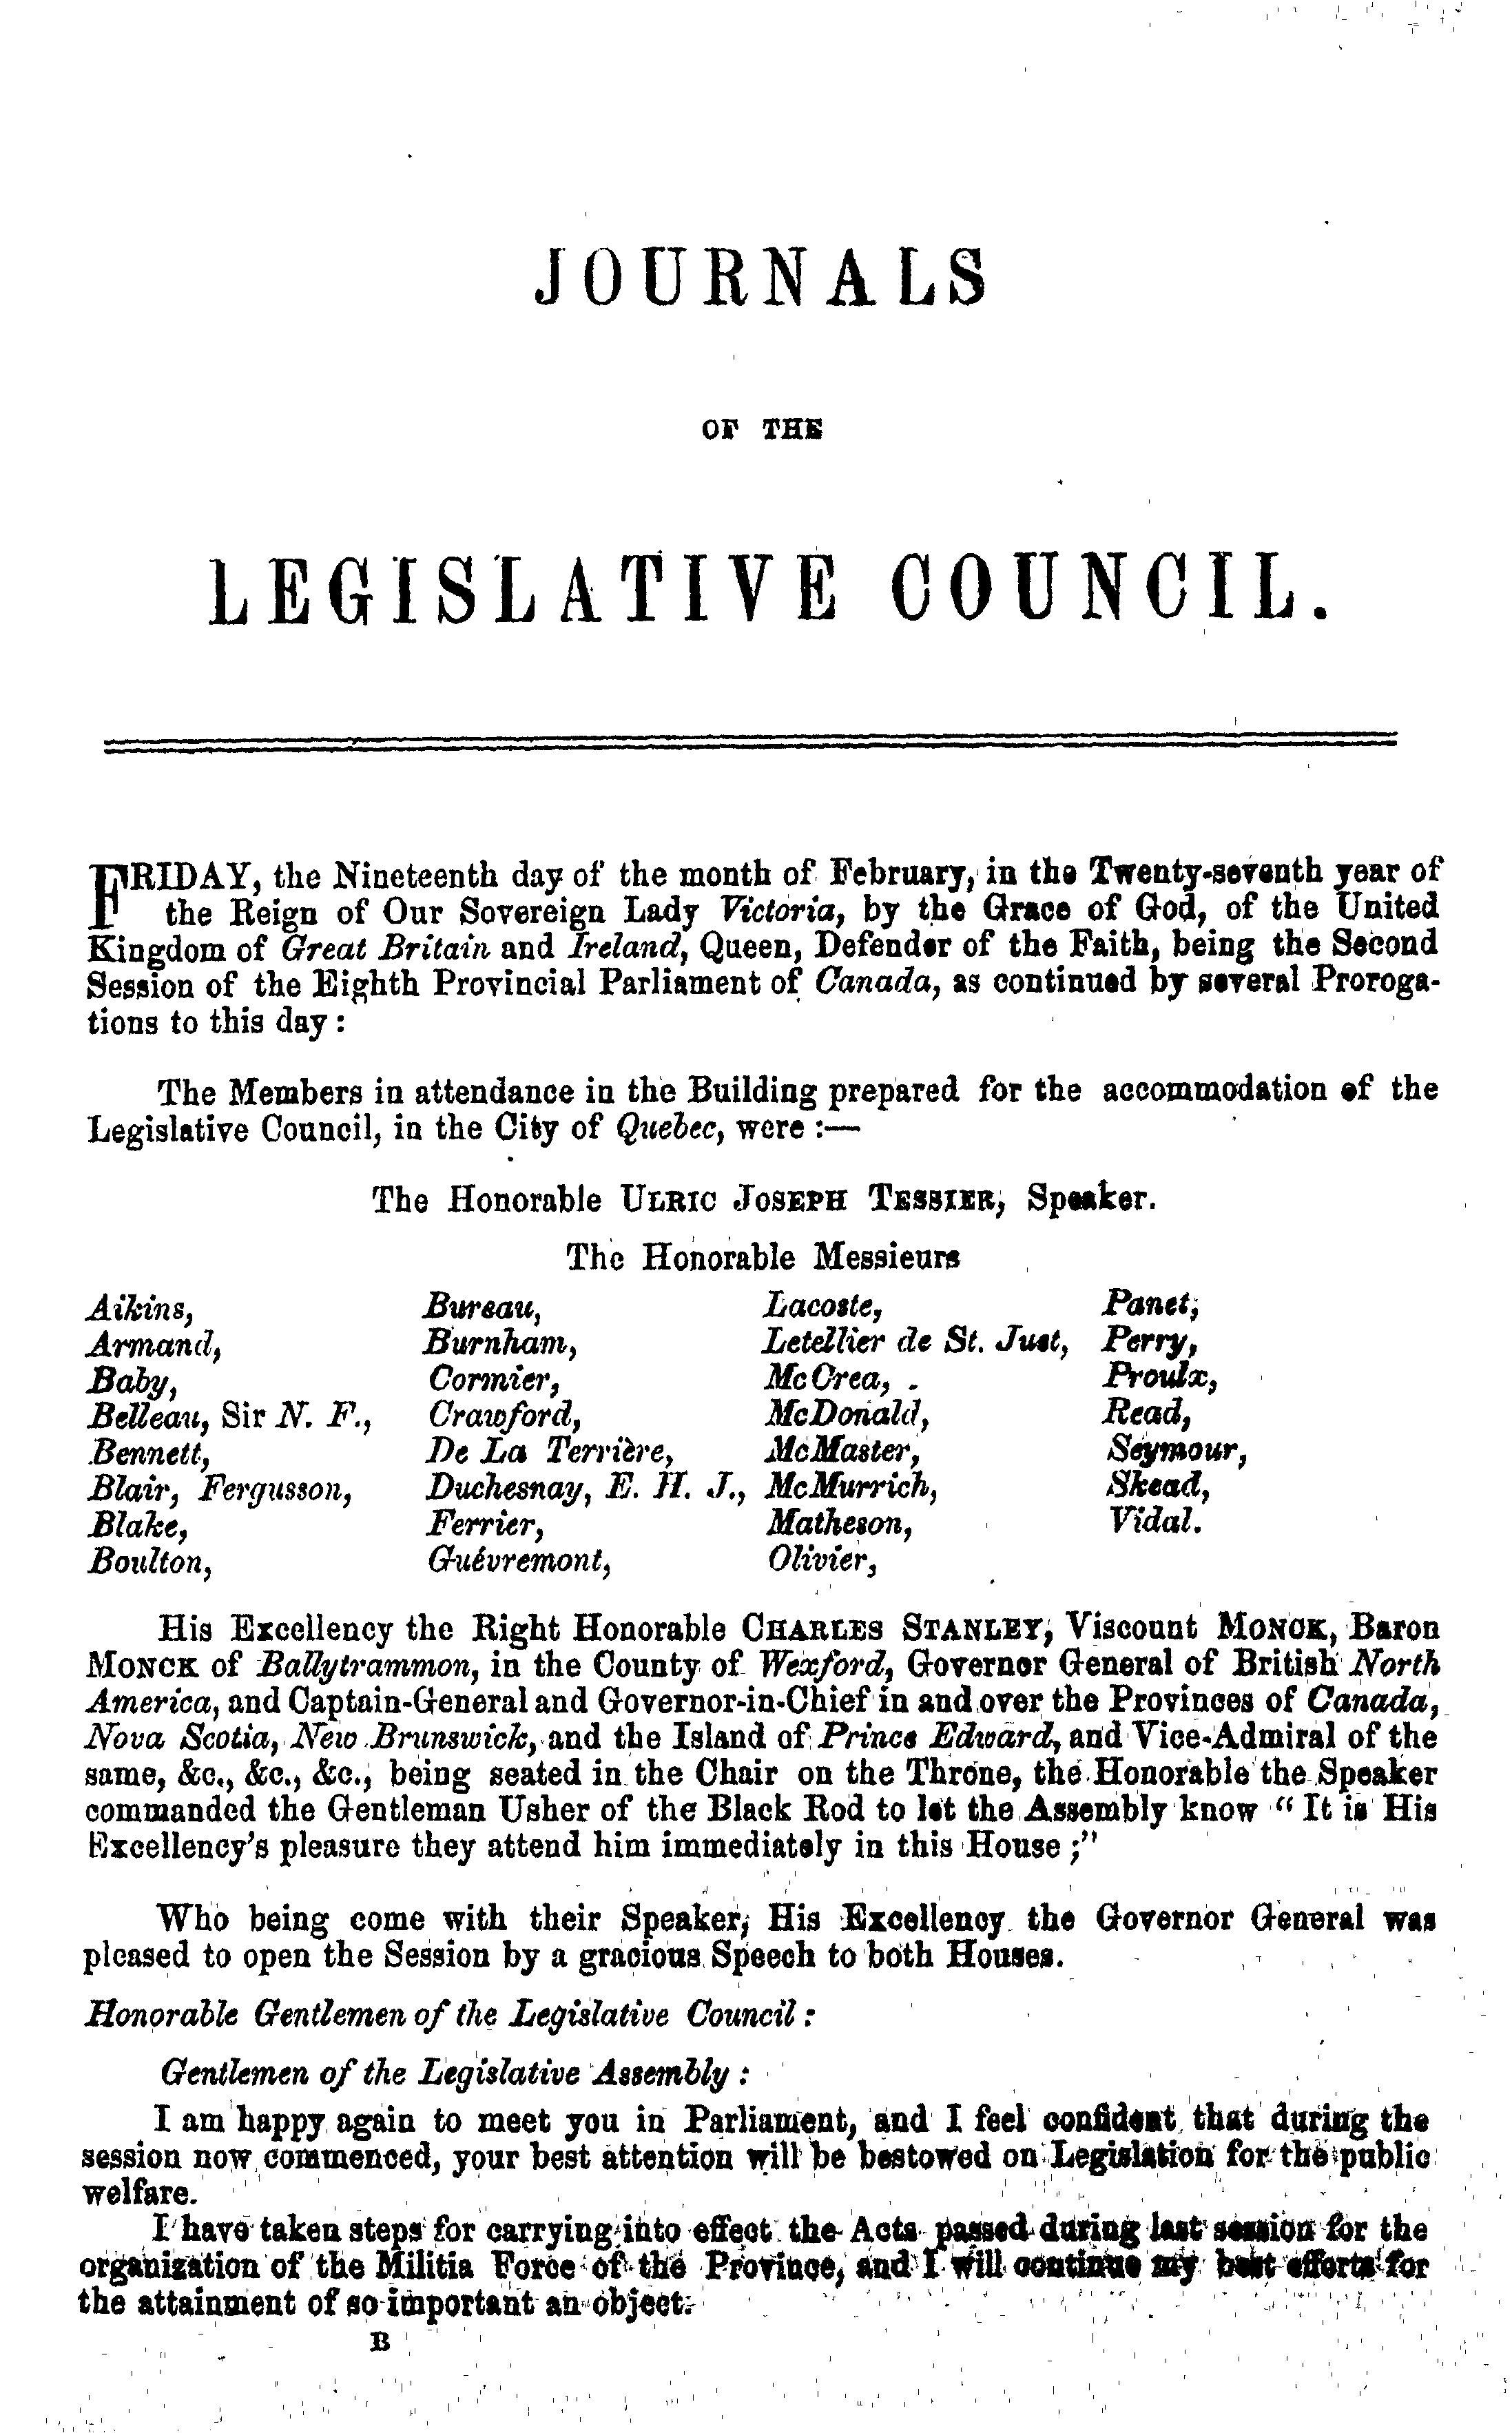 JOURNALS
OF THE
LEGISLATIVE COUNCIL.
FRIDAY, the Nineteenth day of the month of February, in the Twenty-seventh year of
the Reign of Our Sovereign Lady Victoria, by the Grace of God, of the United
Kingdom of Great Britain and Ireland, Queen, Defender of the Faith, being the Second
Session of the Eighth Provincial Parliament of Canada, as continued by several Proroga-
tions to this day:
The Members in attendance in the Building prepared for the accommodation of the
Legislative Council, in the City of Quebec, were:—
The Honorable ULRIC JOSEPH TESSIER, Speaker.
The Honorable Messieurs
Aikins, Bureau, Lacoste, Panet,
Armand, Burnham, Letellier de St. Just, Perry,
Baby, Cormier, McCrea, Proulx,
Belleau, Sir N. F., Crawford, McDonald, Read,
Bennett, De La Terrière, McMaster, Seymour,
Blair, Fergusson, Duchesnay, E. H. J., McMurrich, Skead,
Blake, Ferrier, Matheson, Vidal.
Boulton, Guévremont, Olivier,
His Excellency the Right Honorable CHARLES STANLEY, Viscount MONCK, Baron
MONCK of Ballytrammon, in the County of Wexford, Governor General of British North
America, and Captain-General and Governor-in-Chief in and over the Provinces of Canada,
Nova Scotia, New Brunswick, and the Island of Prince Edward, and Vice-Admiral of the
same, &c., &c., &c., being seated in the Chair on the Throne, the Honorable the Speaker
commanded the Gentleman Usher of the Black Rod to let the Assembly know "It is His
Excellency's pleasure they attend him immediately in this House;"
Who being come with their Speaker, His Excellency the Governor General was
pleased to open the Session by a gracious Speech to both Houses.
Honorable Gentlemen of the Legislative Council:
Gentlemen of the Legislative Assembly:
I am happy again to meet you in Parliament, and I feel confident that during the
session now commenced, your best attention will be bestowed on Legislation for the public
welfare.
I have taken steps for carrying into effect the Acts passed during last session for the
organization of the Militia Force of the Province, and I will continue my best efforts for
the attainment of so important an object.
B